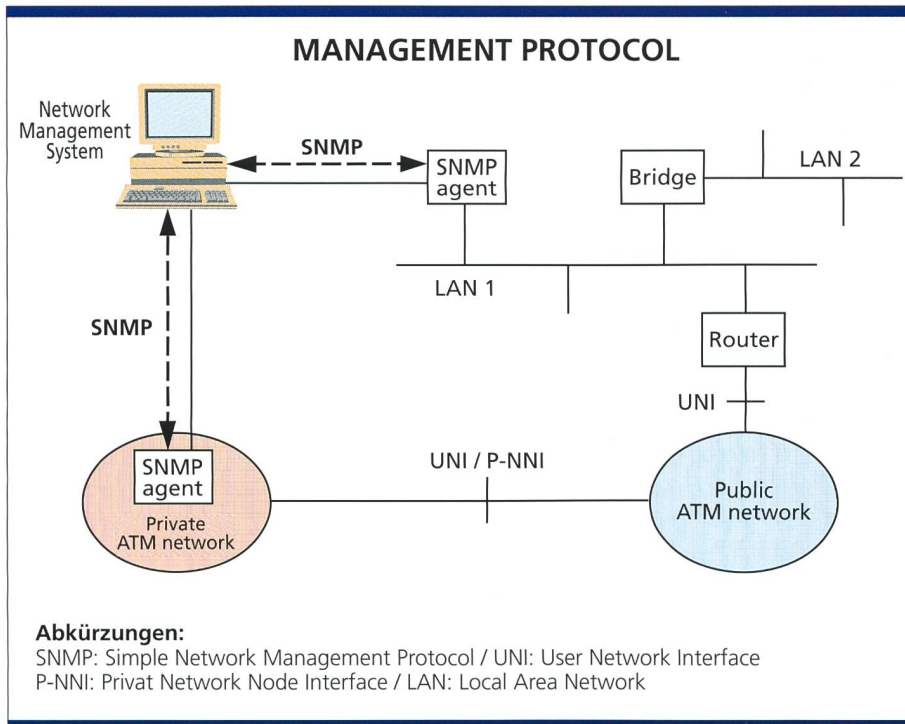 MANAGEMENT PROTOCOL
Network
Management
System
SNMP
SNMP
agent
Bridge
LAN 2
LAN 1
SNMP
Router
UNI
SNMP
agent
Private
ATM network
UNI / P-NNI
Public
ATM network
Abkürzungen:
SNMP: Simple Network Management Protocol / UNI: User Network Interface
P-NNI: Privat Network Node Interface / LAN: Local Area Network